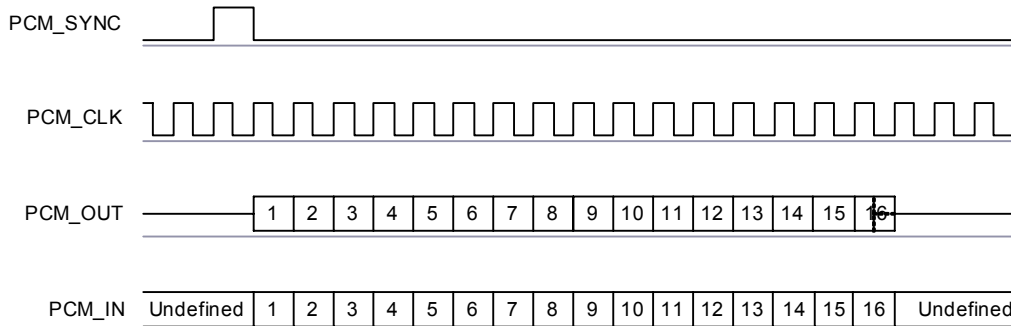 PCM_SYNC
PCM_CLK
PCM_OUT 1 2 3 4 5 6 7 8 9 10 11 12 13 14 15 16
PCM_IN Undefined 1 2 3 4 5 6 7 8 9 10 11 12 13 14 15 16 Undefined